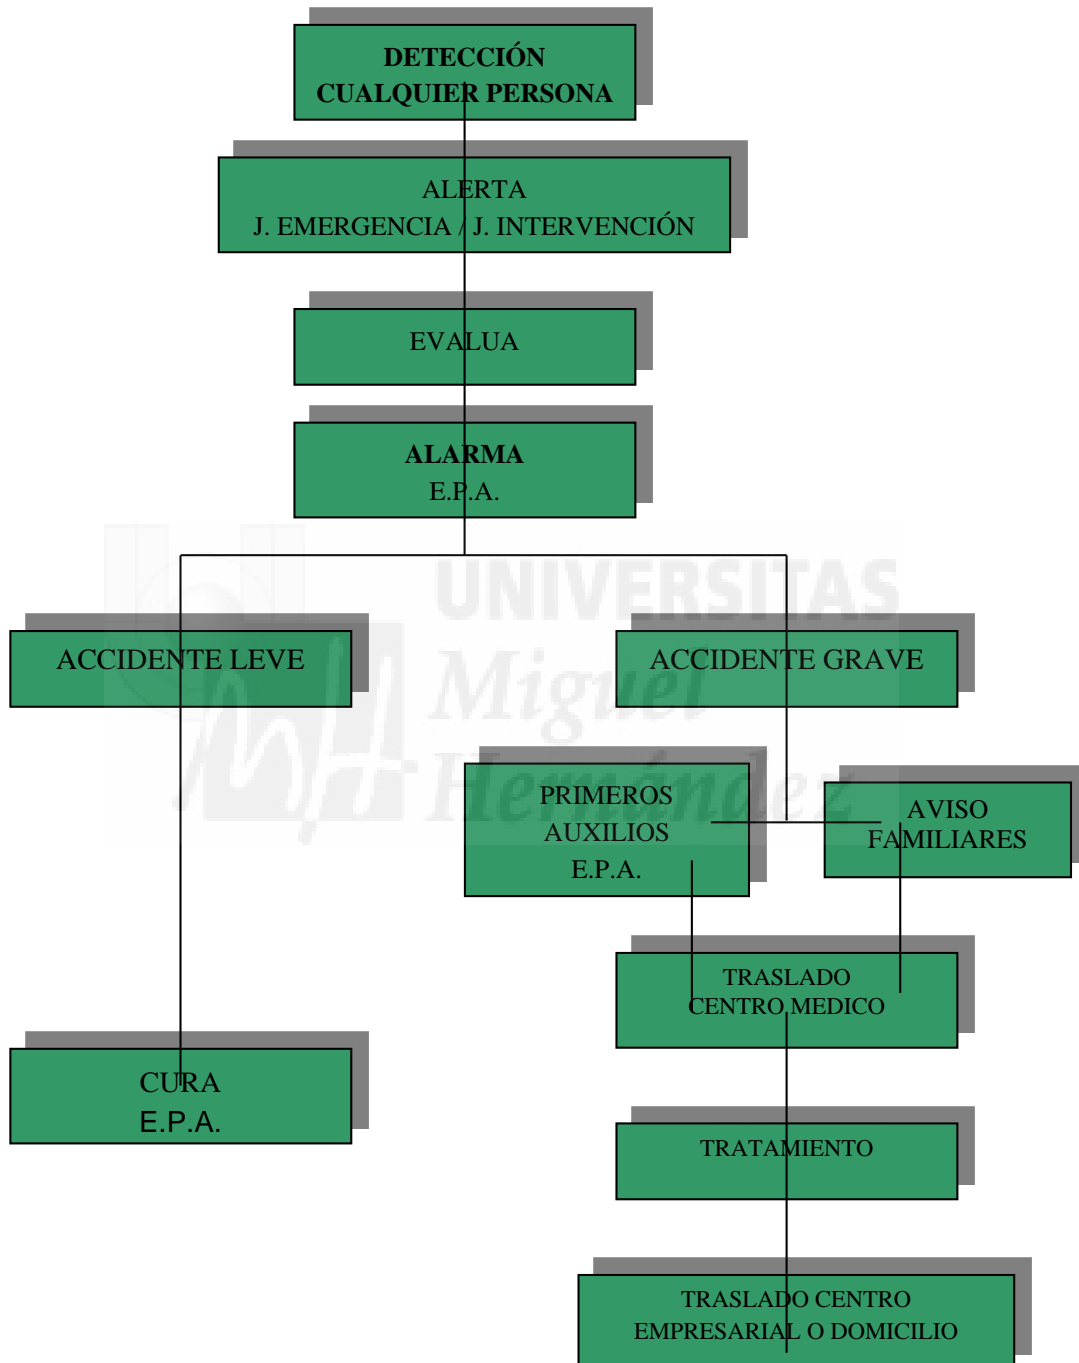 DETECCIÓN
CUALQUIER PERSONA
ALERTA
J. EMERGENCIA / J. INTERVENCIÓN
EVALUA
ALARMA
E.P.A.
UNIVERSITAS
Miguel
Hernández
ACCIDENTE LEVE
ACCIDENTE GRAVE
PRIMEROS
AUXILIOS
E.P.A.
AVISO
FAMILIARES
TRASLADO
CENTRO MEDICO
CURA
E.P.A.
TRATAMIENTO
TRASLADO CENTRO
EMPRESARIAL O DOMICILIO